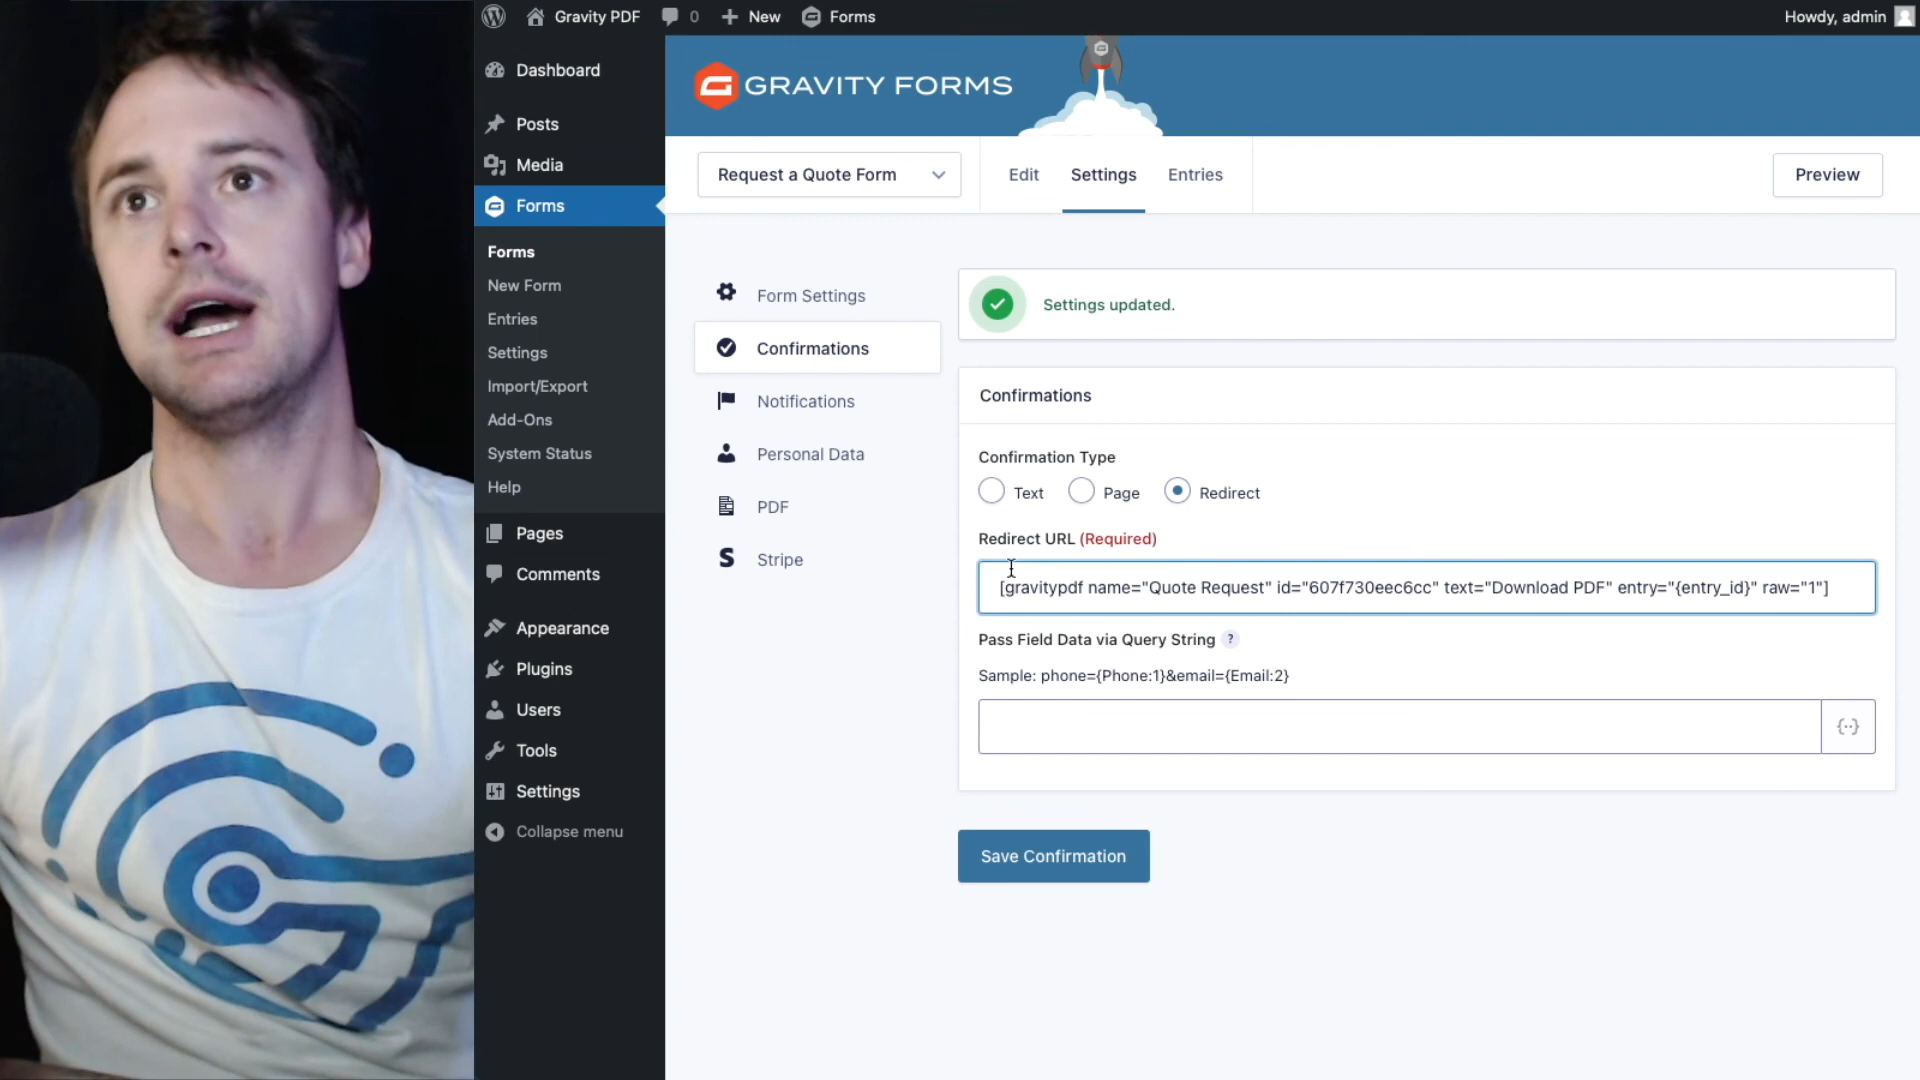 Gravity PDF
0
New
Forms
Howdy, admin
Dashboard
Posts
Media
Forms
Forms
New Form
Entries
Settings
Import/Export
Add-Ons
System Status
Help
Pages
Comments
Appearance
Plugins
Users
Tools
Settings
Collapse menu
GRAVITY FORMS
Request a Quote Form
Edit
Settings
Entries
Preview
Form Settings
Confirmations
Notifications
Personal Data
PDF
Stripe
Settings updated.
Confirmations
Confirmation Type
Text
Page
Redirect
Redirect URL (Required)
[gravitypdf name="Quote Request" id="607f730eec6cc" text="Download PDF" entry="{entry_id}" raw="1"]
Pass Field Data via Query String ?
Sample: phone={Phone:1}&email={Email:2}
{··}
Save Confirmation